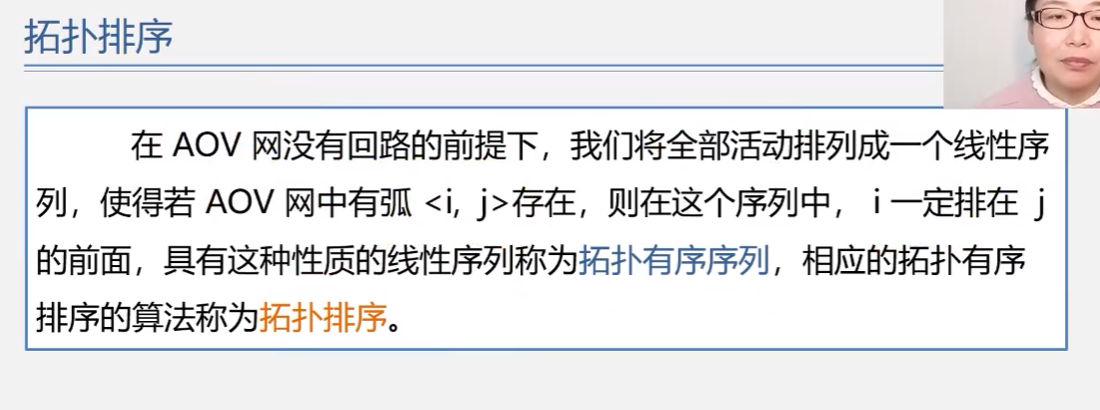 拓扑排序
在 AOV 网没有回路的前提下，我们将全部活动排列成一个线性序
列，使得若 AOV 网中有弧 <i, j>存在，则在这个序列中， i 一定排在 j
的前面，具有这种性质的线性序列称为拓扑有序序列，相应的拓扑有序
排序的算法称为拓扑排序。